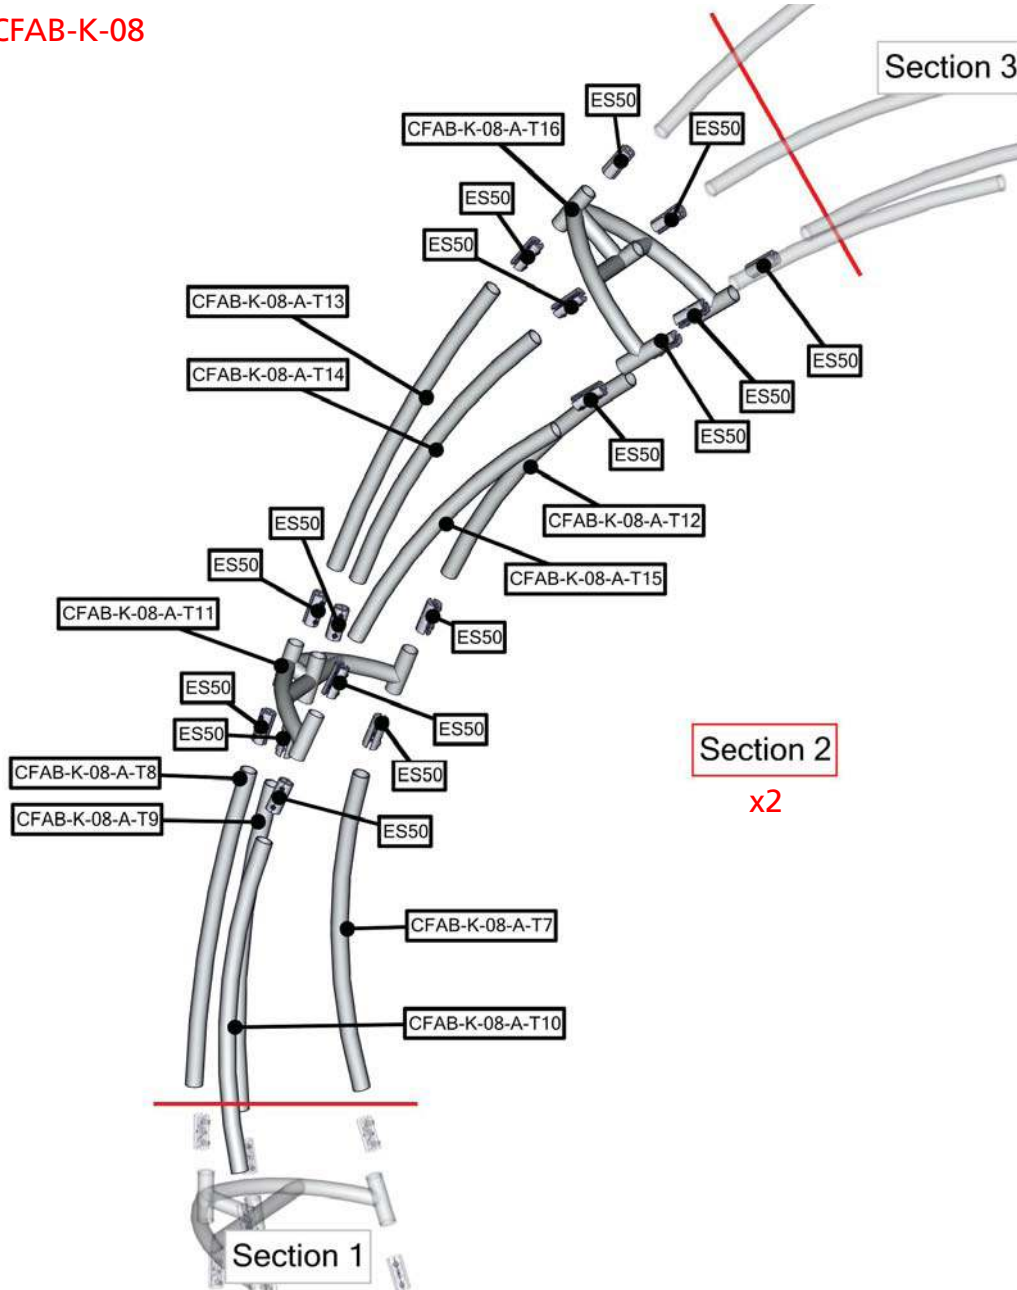 CFAB-K-08
Section 3
ES50
CFAB-K-08-A-T16
ES50
ES50
ES50
CFAB-K-08-A-T13
CFAB-K-08-A-T14
ES50
ES50
ES50
ES50
CFAB-K-08-A-T12
ES50
ES50
CFAB-K-08-A-T15
CFAB-K-08-A-T11
ES50
ES50
ES50
ES50
Section 2
CFAB-K-08-A-T8
ES50
x2
CFAB-K-08-A-T9
ES50
CFAB-K-08-A-T7
CFAB-K-08-A-T10
Section 1